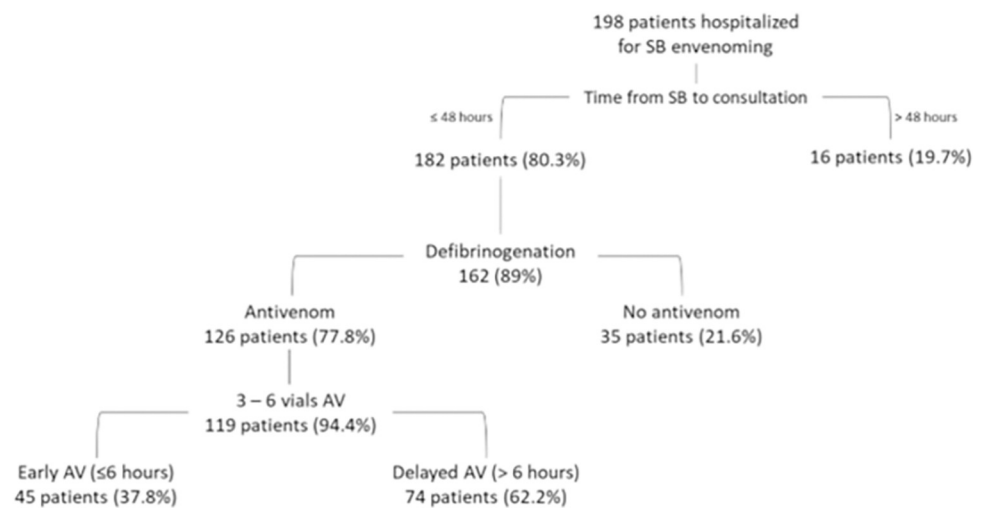 198 patients hospitalized
for SB envenoming
Time from SB to consultation
≤ 48 hours
> 48 hours
182 patients (80.3%)
16 patients (19.7%)
Defibrinogenation
162 (89%)
Antivenom
126 patients (77.8%)
No antivenom
35 patients (21.6%)
3 – 6 vials AV
119 patients (94.4%)
Early AV (≤6 hours)
45 patients (37.8%)
Delayed AV (> 6 hours)
74 patients (62.2%)